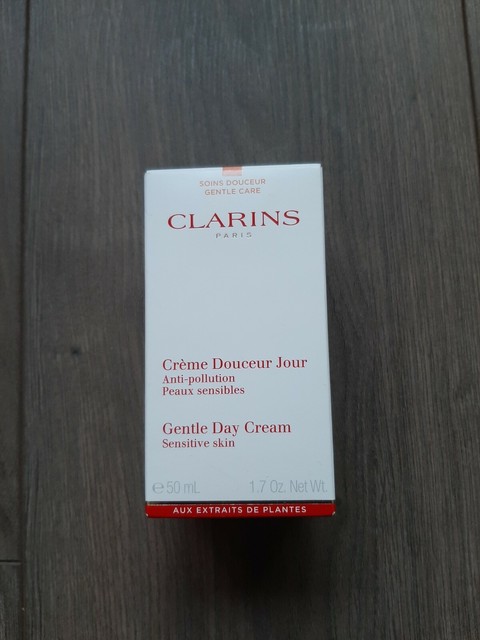 SOINS DOUCEUR
GENTLE CARE
CLARINS
PARIS
Crème Douceur Jour
Anti-pollution
Peaux sensibles
Gentle Day Cream
Sensitive skin
℮ 50 mL 1.7 Oz. Net Wt.
AUX EXTRAITS DE PLANTES